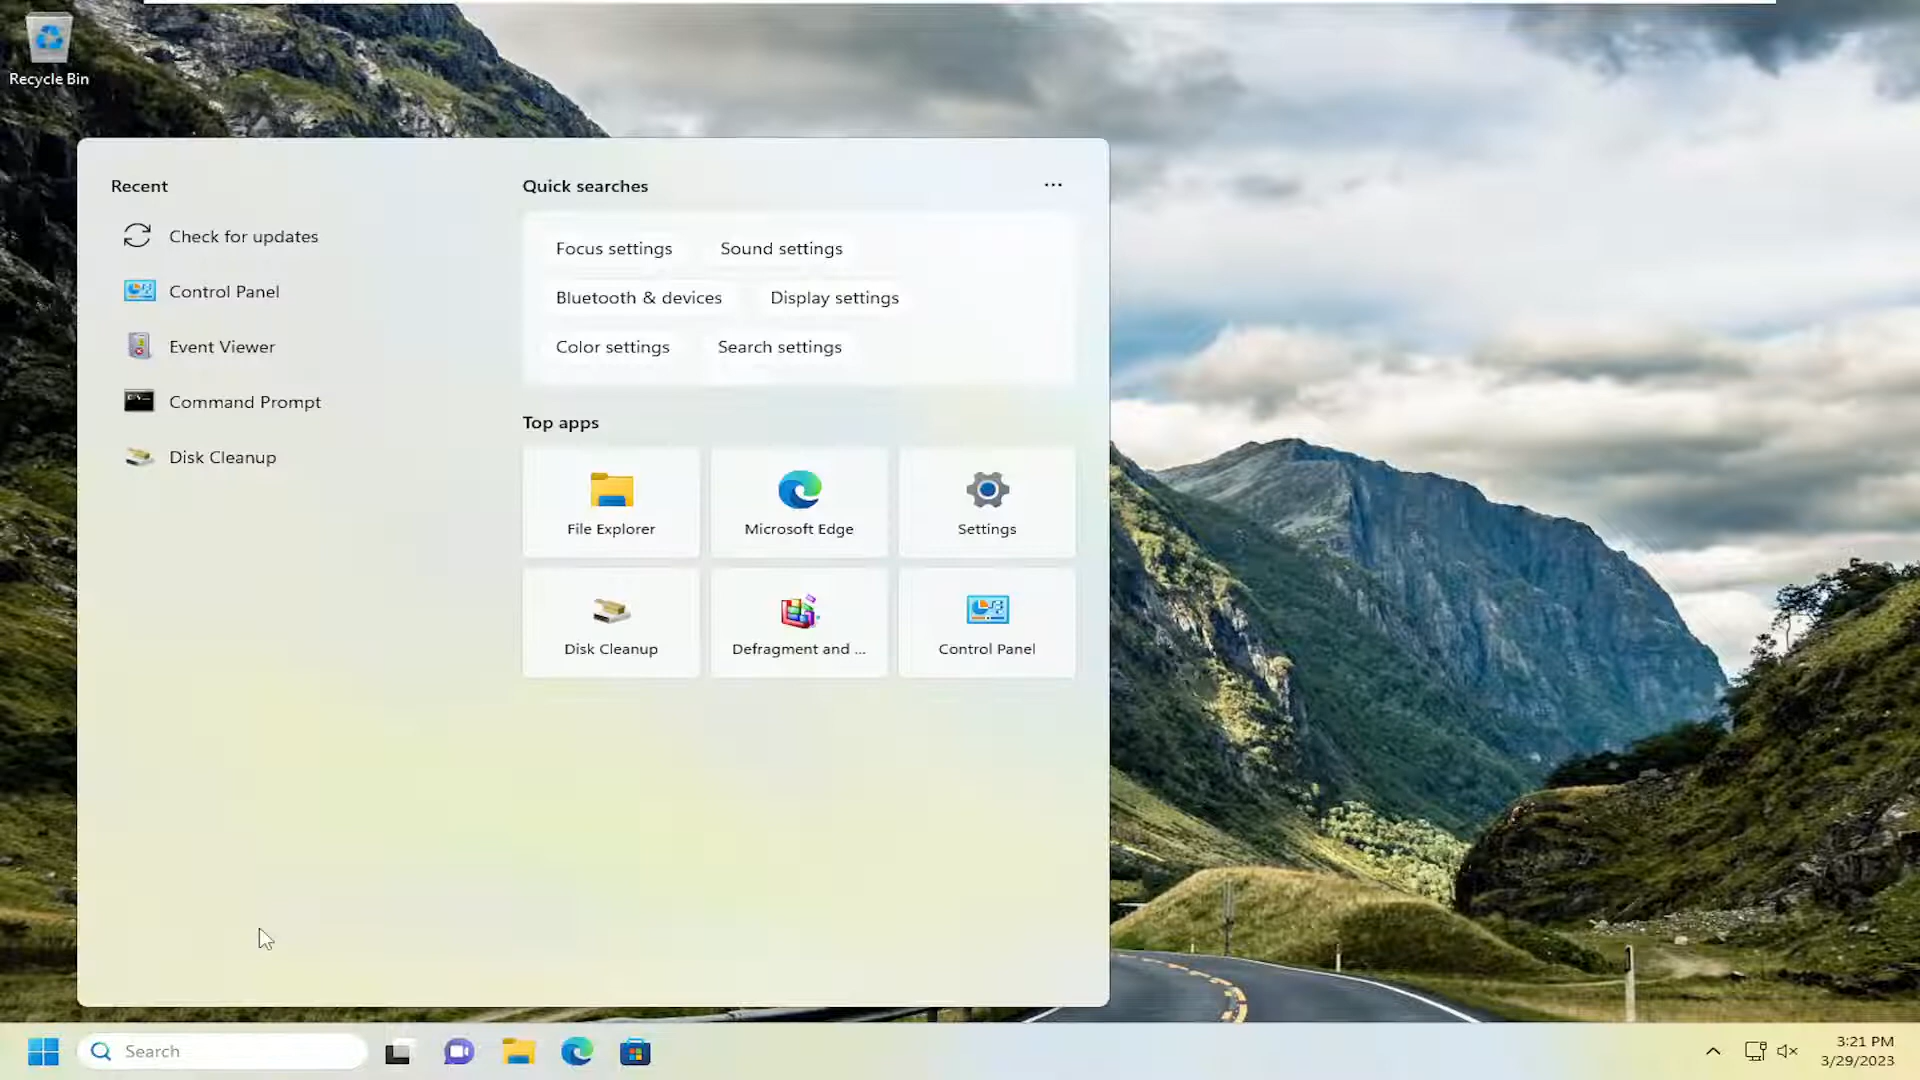 Recycle Bin
Recent
Check for updates
Control Panel
Event Viewer
Command Prompt
Disk Cleanup
Quick searches
...
Focus settings
Sound settings
Bluetooth & devices
Display settings
Color settings
Search settings
Top apps
File Explorer
Microsoft Edge
Settings
Disk Cleanup
Defragment and ...
Control Panel
Search
3:21 PM
3/29/2023